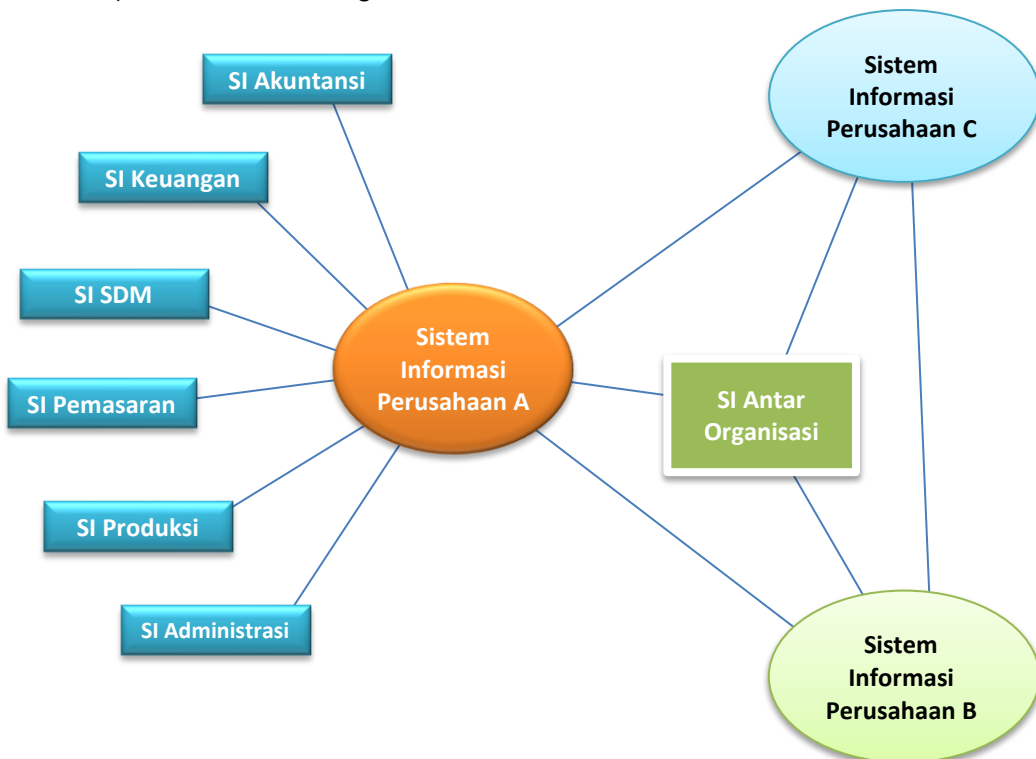 SI Akuntansi
SI Keuangan
SI SDM
SI Pemasaran
SI Produksi
SI Administrasi
Sistem
Informasi
Perusahaan A
SI Antar
Organisasi
Sistem
Informasi
Perusahaan C
Sistem
Informasi
Perusahaan B